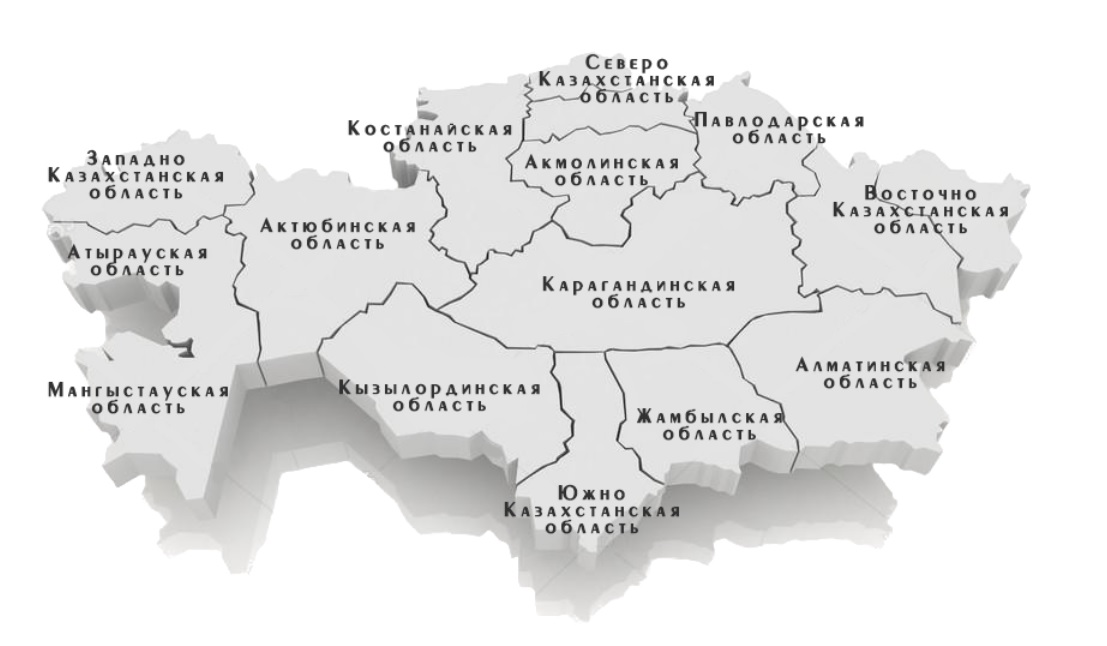 Северо
Казахстанская
область
Павлодарская
область
Костанайская
область
Западно
Казахстанская
область
Акмолинская
область
Восточно
Казахстанская
область
Актюбинская
область
Атырауская
область
Карагандинская
область
Алматинская
область
Мангыстауская
область
Кызылординская
область
Жамбылская
область
Южно
Казахстанская
область